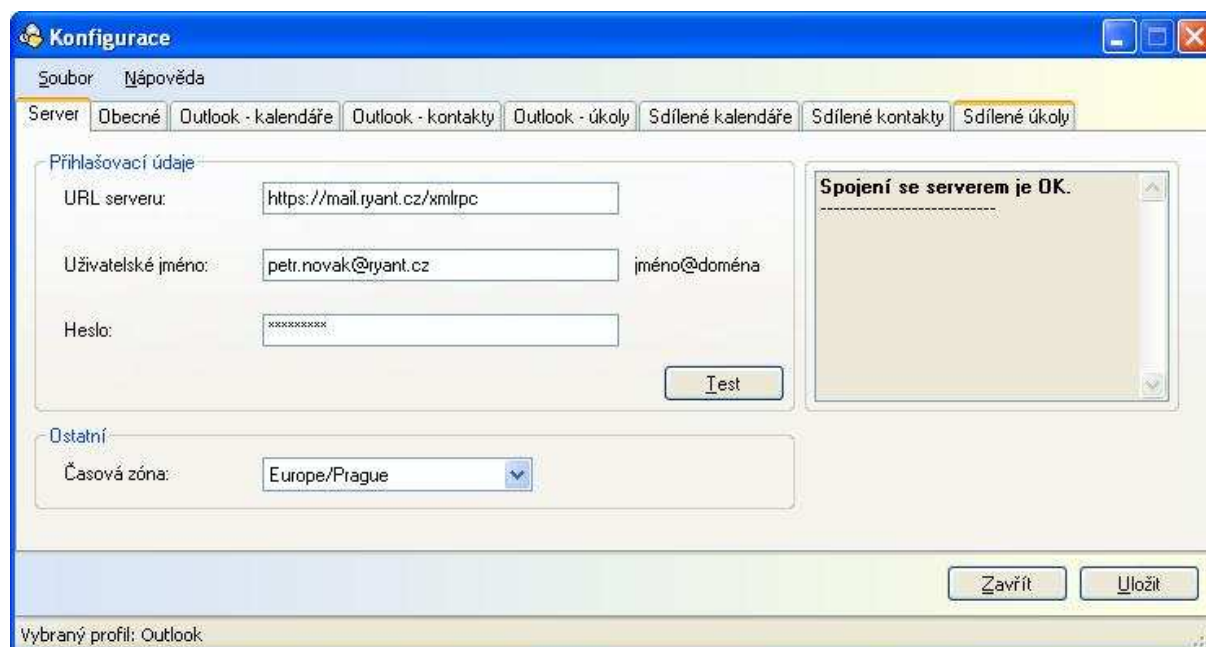 Konfigurace
Soubor Nápověda
Server Obecné Outlook - kalendáře Outlook - kontakty Outlook - úkoly Sdílené kalendáře Sdílené kontakty Sdílené úkoly
Přihlašovací údaje
URL serveru: https://mail.ryant.cz/xmlrpc
Uživatelské jméno: petr.novak@ryant.cz jméno@doména
Heslo: ×××××××××
Test
Spojení se serverem je OK.
---------------------------
Ostatní
Časová zóna: Europe/Prague
Zavřít Uložit
Vybraný profil: Outlook